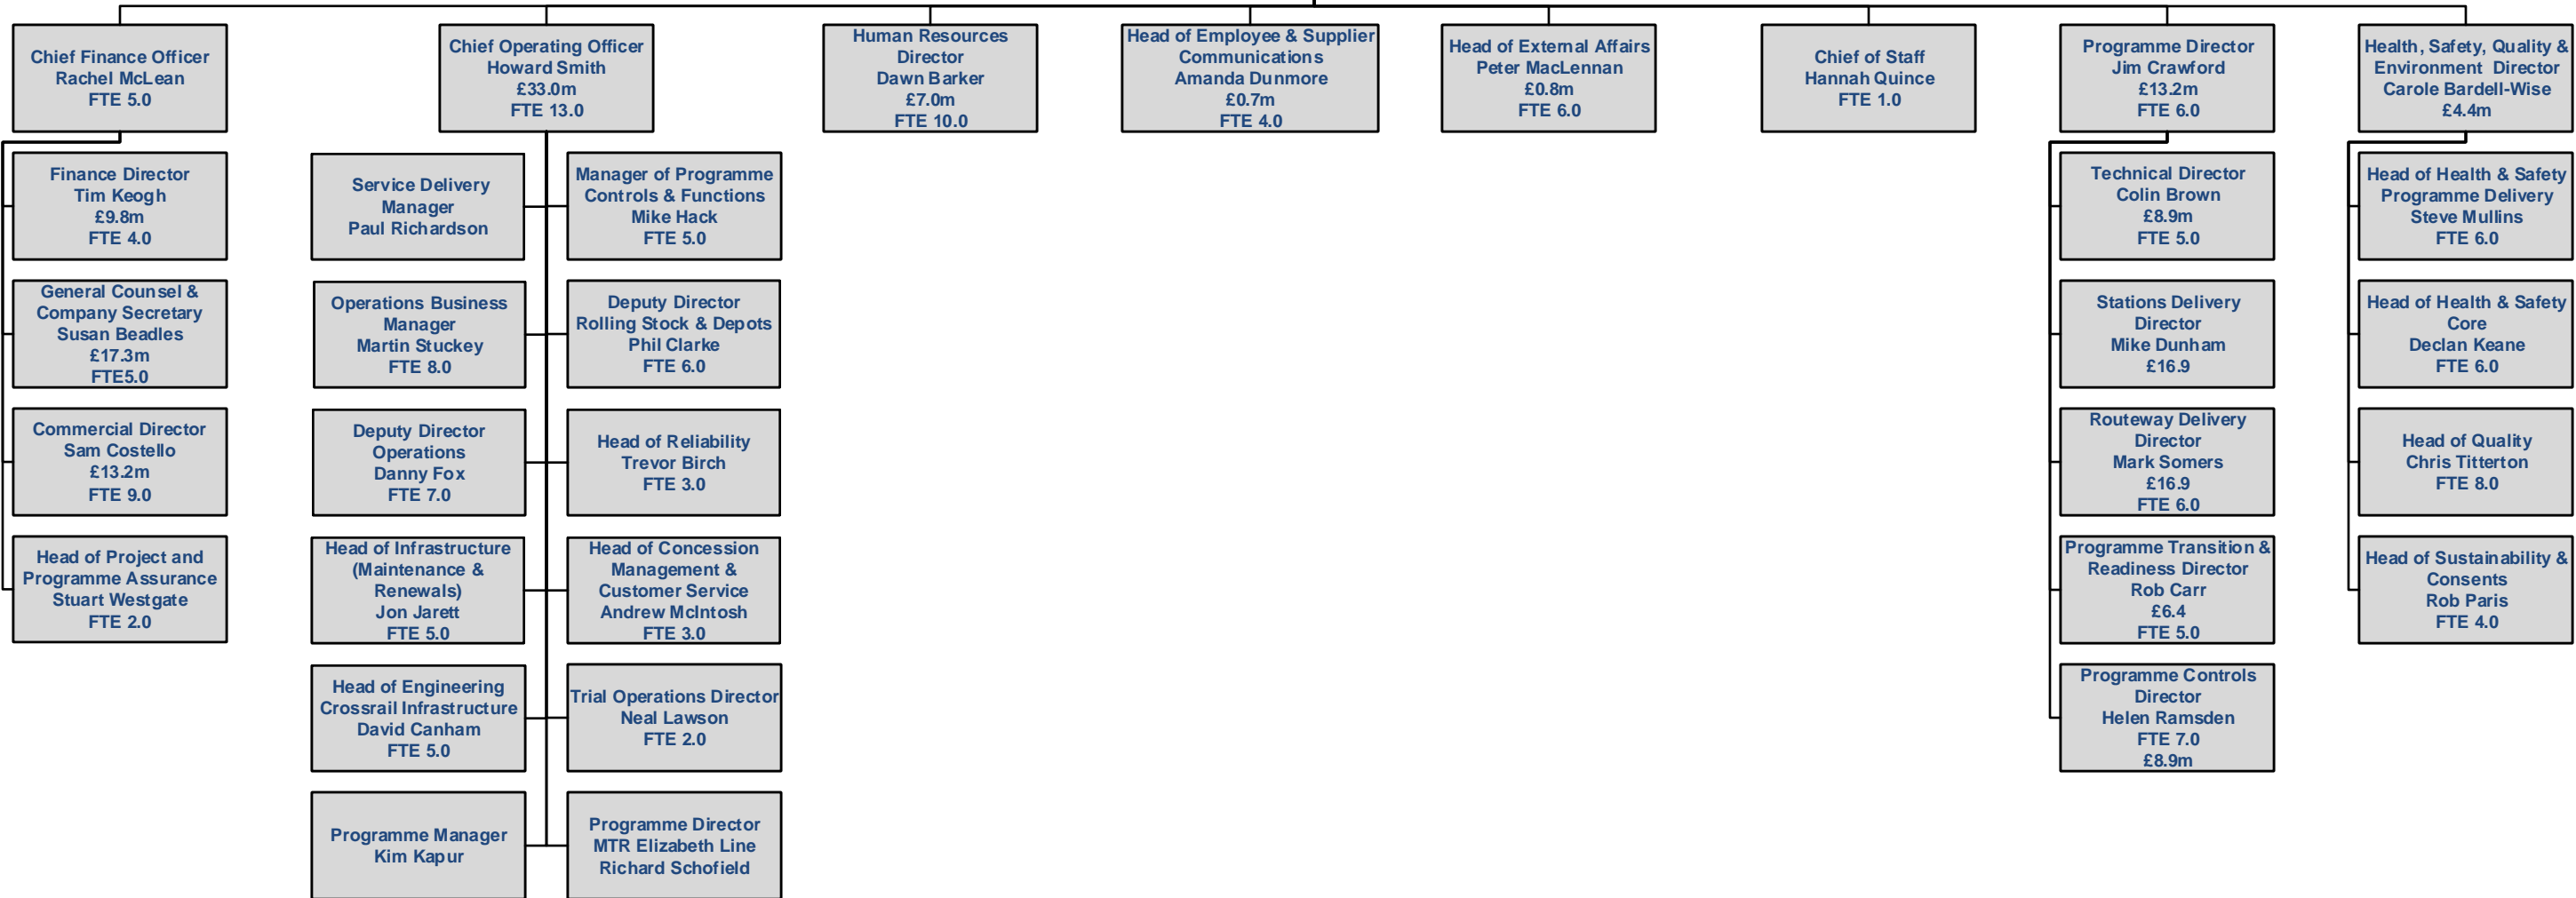 Chief Finance Officer
Rachel McLean
FTE 5.0
Chief Operating Officer
Howard Smith
£33.0m
FTE 13.0
Human Resources
Director
Dawn Barker
£7.0m
FTE 10.0
Head of Employee & Supplier
Communications
Amanda Dunmore
£0.7m
FTE 4.0
Head of External Affairs
Peter MacLennan
£0.8m
FTE 6.0
Chief of Staff
Hannah Quince
FTE 1.0
Programme Director
Jim Crawford
£13.2m
FTE 6.0
Health, Safety, Quality &
Environment Director
Carole Bardell-Wise
£4.4m
Finance Director
Tim Keogh
£9.8m
FTE 4.0
General Counsel &
Company Secretary
Susan Beadles
£17.3m
FTE5.0
Commercial Director
Sam Costello
£13.2m
FTE 9.0
Head of Project and
Programme Assurance
Stuart Westgate
FTE 2.0
Service Delivery
Manager
Paul Richardson
Manager of Programme
Controls & Functions
Mike Hack
FTE 5.0
Operations Business
Manager
Martin Stuckey
FTE 8.0
Deputy Director
Rolling Stock & Depots
Phil Clarke
FTE 6.0
Deputy Director
Operations
Danny Fox
FTE 7.0
Head of Reliability
Trevor Birch
FTE 3.0
Head of Infrastructure
(Maintenance &
Renewals)
Jon Jarett
FTE 5.0
Head of Concession
Management &
Customer Service
Andrew McIntosh
FTE 3.0
Head of Engineering
Crossrail Infrastructure
David Canham
FTE 5.0
Trial Operations Director
Neal Lawson
FTE 2.0
Programme Manager
Kim Kapur
Programme Director
MTR Elizabeth Line
Richard Schofield
Technical Director
Colin Brown
£8.9m
FTE 5.0
Stations Delivery
Director
Mike Dunham
£16.9
Routeway Delivery
Director
Mark Somers
£16.9
FTE 6.0
Programme Transition &
Readiness Director
Rob Carr
£6.4
FTE 5.0
Programme Controls
Director
Helen Ramsden
FTE 7.0
£8.9m
Head of Health & Safety
Programme Delivery
Steve Mullins
FTE 6.0
Head of Health & Safety
Core
Declan Keane
FTE 6.0
Head of Quality
Chris Titterton
FTE 8.0
Head of Sustainability &
Consents
Rob Paris
FTE 4.0